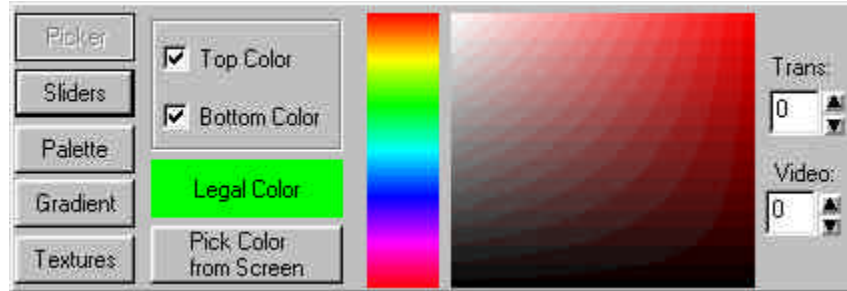 Picker
Sliders
Palette
Gradient
Textures
Top Color
Bottom Color
Legal Color
Pick Color
from Screen
Trans:
0
Video:
0